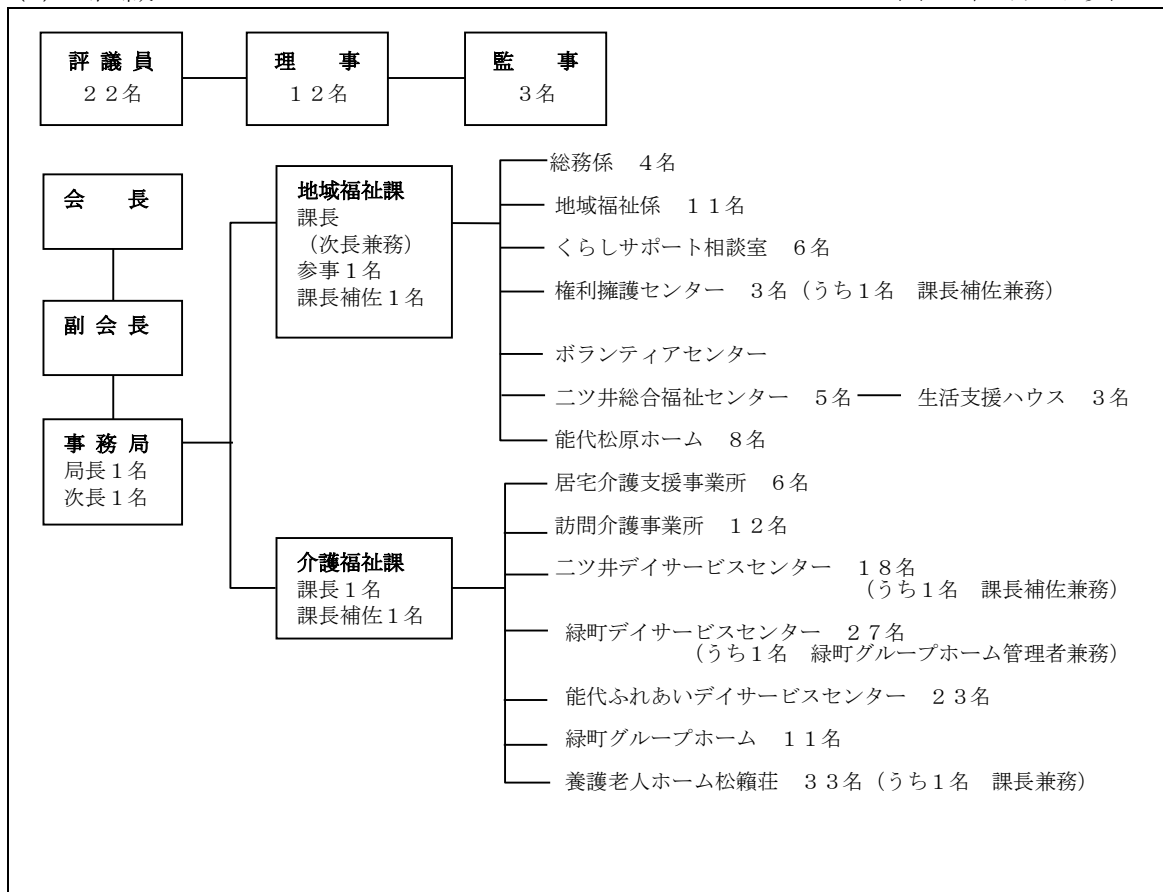 評議員
２２名
理　事
１２名
監　事
３名
会　長
副会長
事務局
局長１名
次長１名
地域福祉課
課長
（次長兼務）
参事１名
課長補佐１名
総務係　４名
地域福祉係　１１名
くらしサポート相談室　６名
権利擁護センター　３名（うち１名　課長補佐兼務）
ボランティアセンター
二ツ井総合福祉センター　５名　生活支援ハウス　３名
能代松原ホーム　８名
介護福祉課
課長１名
課長補佐１名
居宅介護支援事業所　６名
訪問介護事業所　１２名
二ツ井デイサービスセンター　１８名
（うち１名　課長補佐兼務）
緑町デイサービスセンター　２７名
（うち１名　緑町グループホーム管理者兼務）
能代ふれあいデイサービスセンター　２３名
緑町グループホーム　１１名
養護老人ホーム松籟荘　３３名（うち１名　課長兼務）